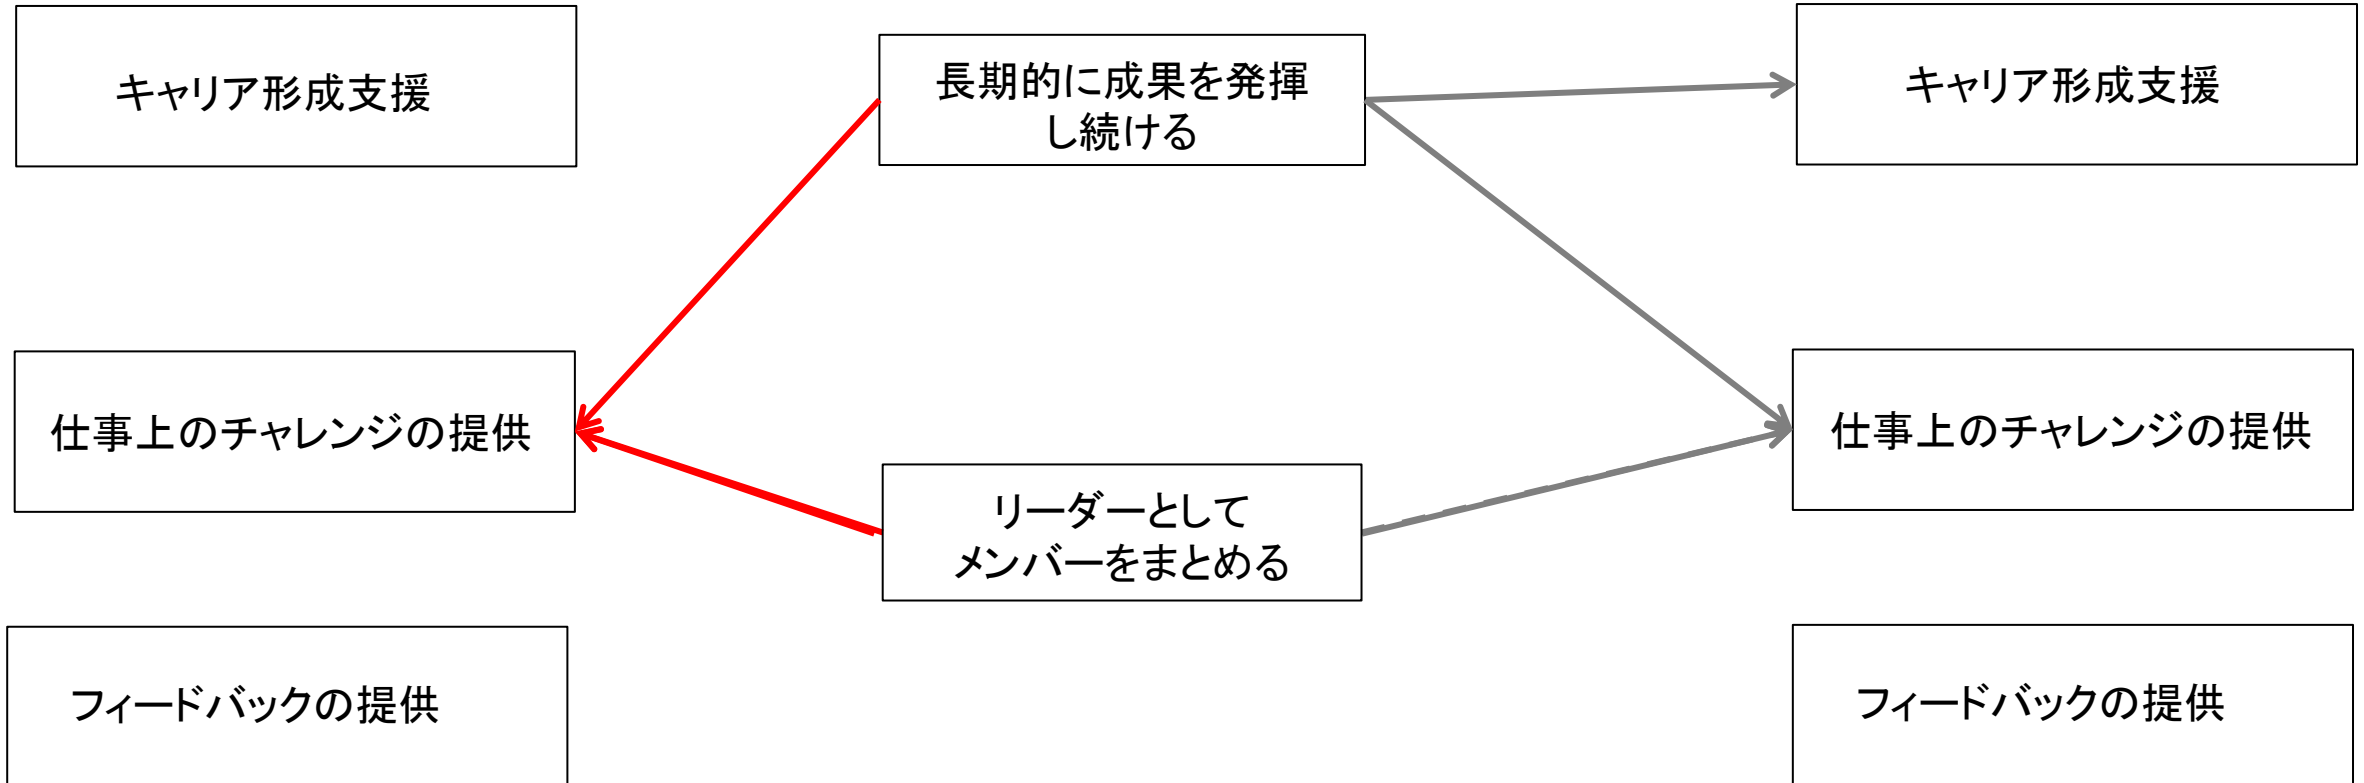 キャリア形成支援
長期的に成果を発揮
し続ける
キャリア形成支援
仕事上のチャレンジの提供
リーダーとして
メンバーをまとめる
仕事上のチャレンジの提供
フィードバックの提供
フィードバックの提供